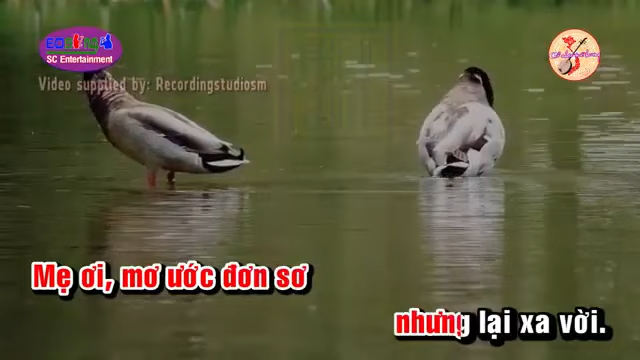 SC Entertainment
Video supplied by: Recordingstudiosm
Mẹ ơi, mơ ước đơn sơ
nhưng lại xa vời.